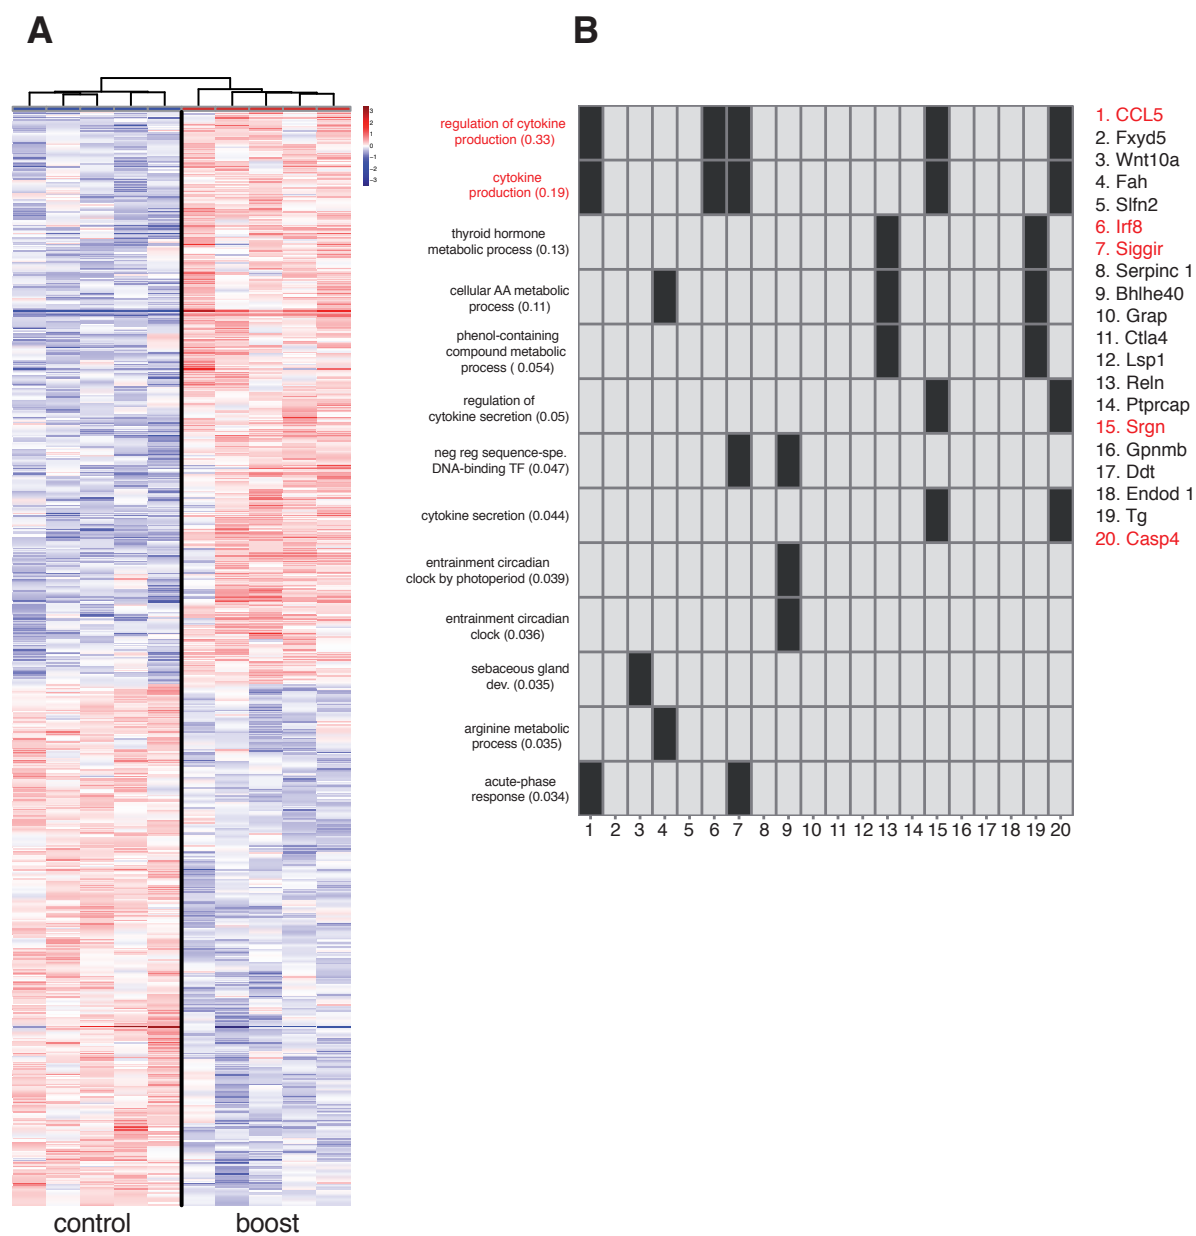 A
B
3
2
1
0
−1
−2
−3
control
boost
regulation of cytokine
production (0.33)
cytokine
production (0.19)
thyroid hormone
metabolic process (0.13)
cellular AA metabolic
process (0.11)
phenol-containing
compound metabolic
process ( 0.054)
regulation of
cytokine secretion (0.05)
neg reg sequence-spe.
DNA-binding TF (0.047)
cytokine secretion (0.044)
entrainment circadian
clock by photoperiod (0.039)
entrainment circadian
clock (0.036)
sebaceous gland
dev. (0.035)
arginine metabolic
process (0.035)
acute-phase
response (0.034)
1 2 3 4 5 6 7 8 9 10 11 12 13 14 15 16 17 18 19 20
1. CCL5
2. Fxyd5
3. Wnt10a
4. Fah
5. Slfn2
6. Irf8
7. Siggir
8. Serpinc 1
9. Bhlhe40
10. Grap
11. Ctla4
12. Lsp1
13. Reln
14. Ptprcap
15. Srgn
16. Gpnmb
17. Ddt
18. Endod 1
19. Tg
20. Casp4